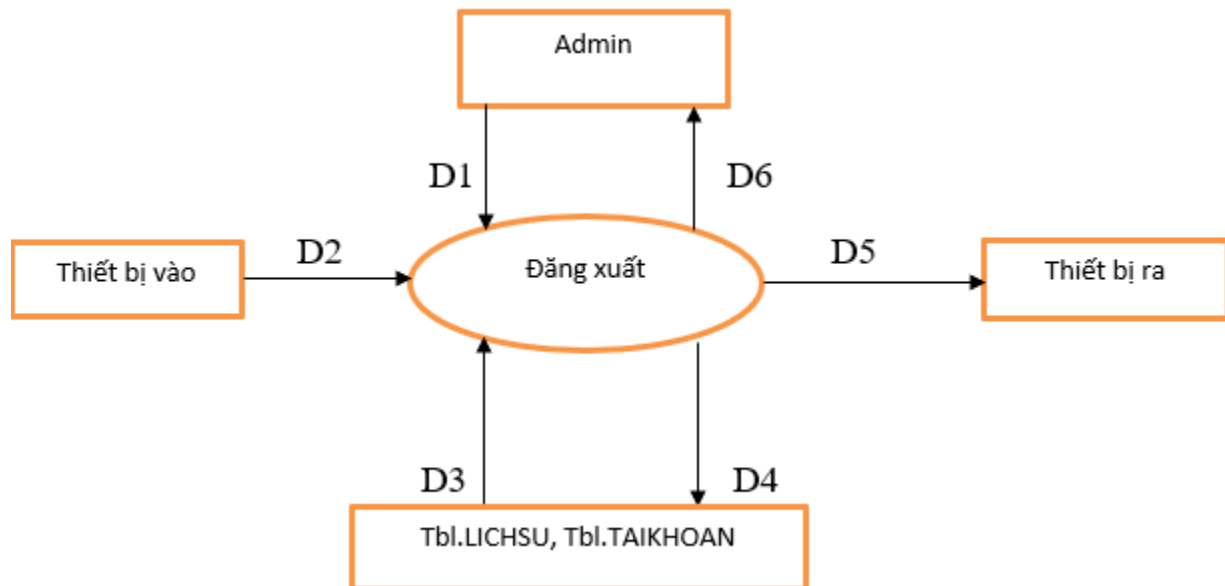 Admin
D1
D6
Thiết bị vào
D2
Đăng xuất
D5
Thiết bị ra
D3
D4
Tbl.LICHSU, Tbl.TAIKHOAN